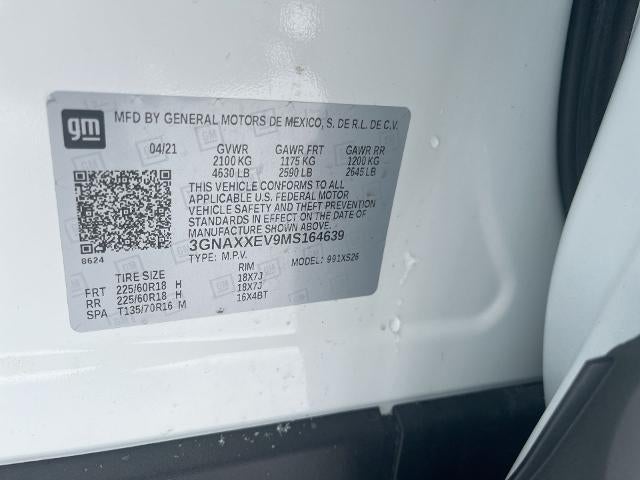 gm MFD BY GENERAL MOTORS DE MEXICO, S. DE R.L. DE C.V.
04/21 GVWR GAWR FRT GAWR RR
2100 KG 1175 KG 1200 KG
4630 LB 2590 LB 2645 LB
THIS VEHICLE CONFORMS TO ALL
APPLICABLE U.S. FEDERAL MOTOR
VEHICLE SAFETY AND THEFT PREVENTION
STANDARDS IN EFFECT ON THE DATE OF
MANUFACTURE SHOWN ABOVE.
8624 3GNAXXEV9MS164639
TYPE: M.P.V. MODEL: 991XS26
TIRE SIZE RIM
FRT 225/60R18 H 18X7J
RR 225/60R18 H 18X7J
SPA T135/70R16 M 16X4BT